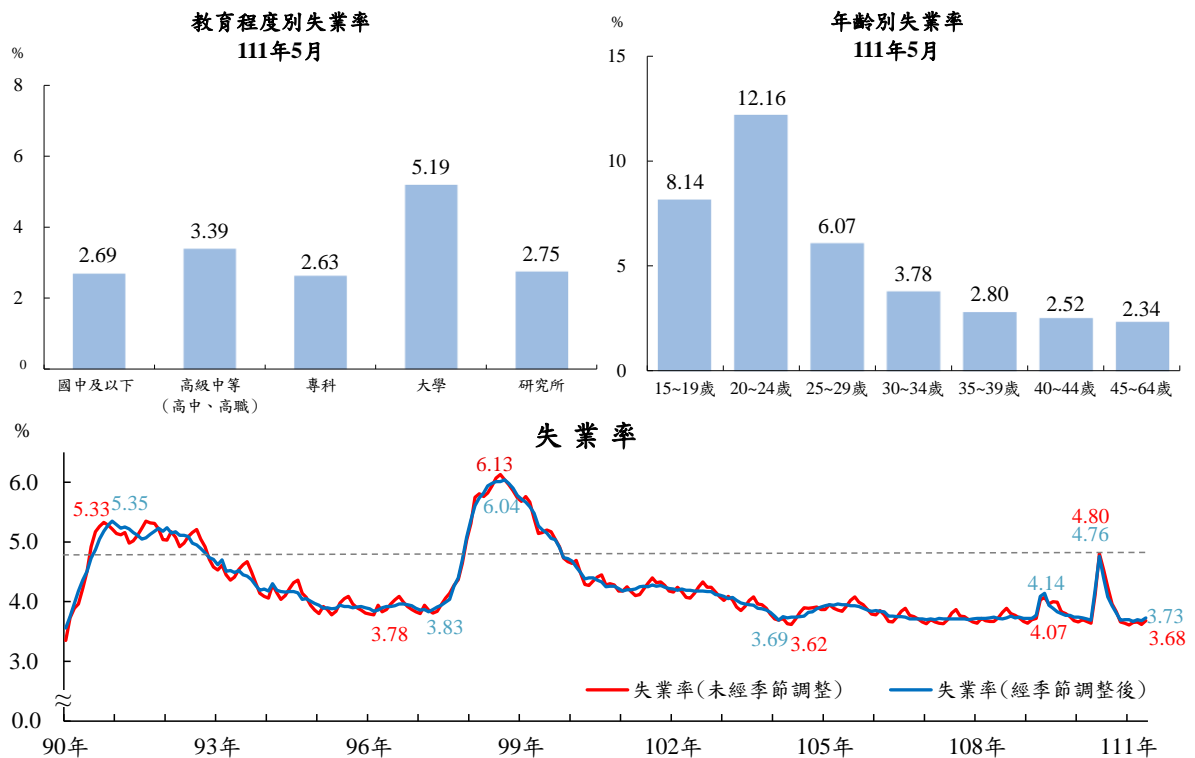 教育程度別失業率
111年5月
%
8
6
4
2
0
2.69
3.39
2.63
5.19
2.75
國中及以下
高級中等
(高中、高職)
專科
大學
研究所
年齡別失業率
111年5月
%
15
10
5
0
8.14
12.16
6.07
3.78
2.80
2.52
2.34
15~19歲
20~24歲
25~29歲
30~34歲
35~39歲
40~44歲
45~64歲
失業率
%
6.0
5.0
4.0
3.0
0.0
5.33
5.35
3.78
3.83
6.13
6.04
3.69
3.62
4.14
4.07
4.80
4.76
3.73
3.68
失業率(未經季節調整)
失業率(經季節調整後)
90年
93年
96年
99年
102年
105年
108年
111年